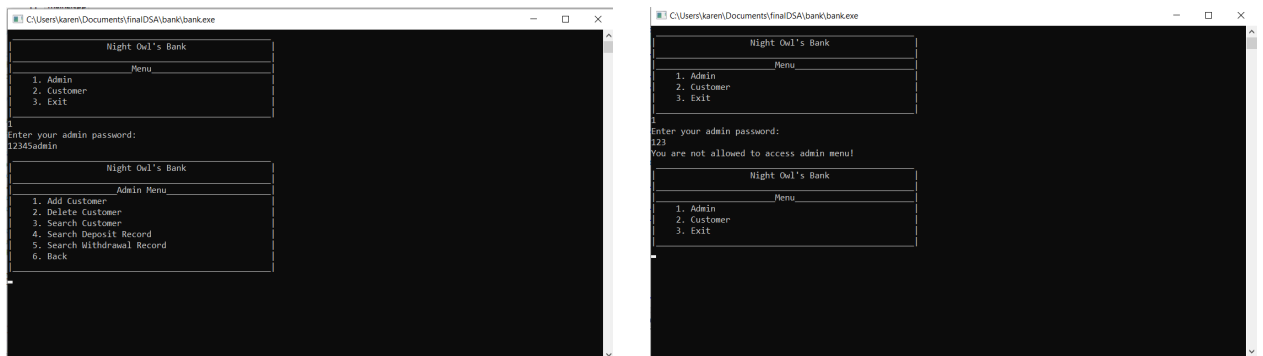 C:\Users\karen\Documents\finalDSA\bank\bank.exe
Night Owl's Bank
Menu
1. Admin
2. Customer
3. Exit
1
Enter your admin password:
12345admin
Night Owl's Bank
Admin Menu
1. Add Customer
2. Delete Customer
3. Search Customer
4. Search Deposit Record
5. Search Withdrawal Record
6. Back
C:\Users\karen\Documents\finalDSA\bank\bank.exe
Night Owl's Bank
Menu
1. Admin
2. Customer
3. Exit
1
Enter your admin password:
123
You are not allowed to access admin menu!
Night Owl's Bank
Menu
1. Admin
2. Customer
3. Exit